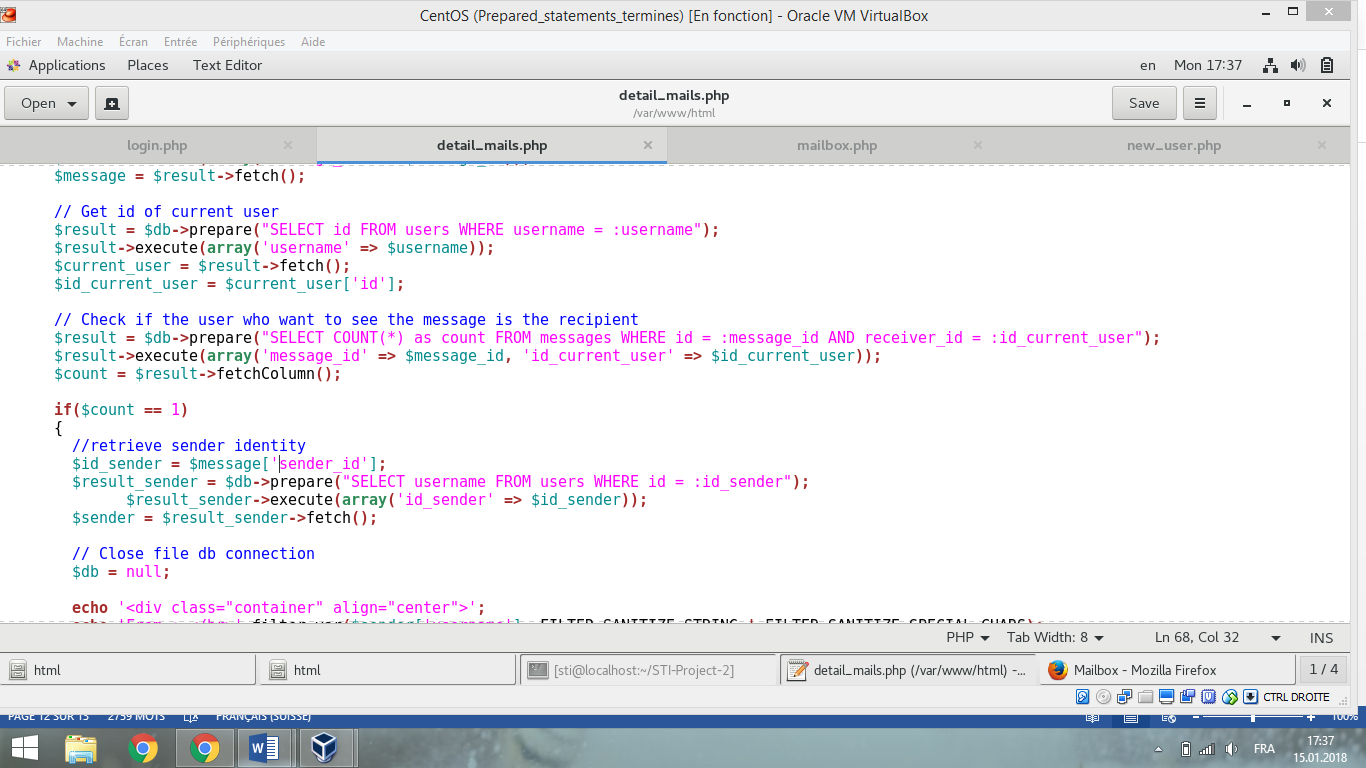 CentOS (Prepared_statements_termines) [En fonction] - Oracle VM VirtualBox
Fichier Machine Écran Entrée Périphériques Aide
Applications Places Text Editor en Mon 17:37
Open detail_mails.php Save
/var/www/html
login.php detail_mails.php mailbox.php new_user.php
$message = $result->fetch();
// Get id of current user
$result = $db->prepare("SELECT id FROM users WHERE username = :username");
$result->execute(array('username' => $username));
$current_user = $result->fetch();
$id_current_user = $current_user['id'];
// Check if the user who want to see the message is the recipient
$result = $db->prepare("SELECT COUNT(*) as count FROM messages WHERE id = :message_id AND receiver_id = :id_current_user");
$result->execute(array('message_id' => $message_id, 'id_current_user' => $id_current_user));
$count = $result->fetchColumn();
if($count == 1)
{
//retrieve sender identity
$id_sender = $message['sender_id'];
$result_sender = $db->prepare("SELECT username FROM users WHERE id = :id_sender");
$result_sender->execute(array('id_sender' => $id_sender));
$sender = $result_sender->fetch();
// Close file db connection
$db = null;
echo '<div class="container" align="center">';
PHP Tab Width: 8 Ln 68, Col 32 INS
html html [sti@localhost:~/STI-Project-2] detail_mails.php (/var/www/html) -... Mailbox - Mozilla Firefox 1 / 4
CTRL DROITE
PAGE 12 SUR 13 2759 MOTS FRANÇAIS (SUISSE) 100%
FRA 17:37
15.01.2018